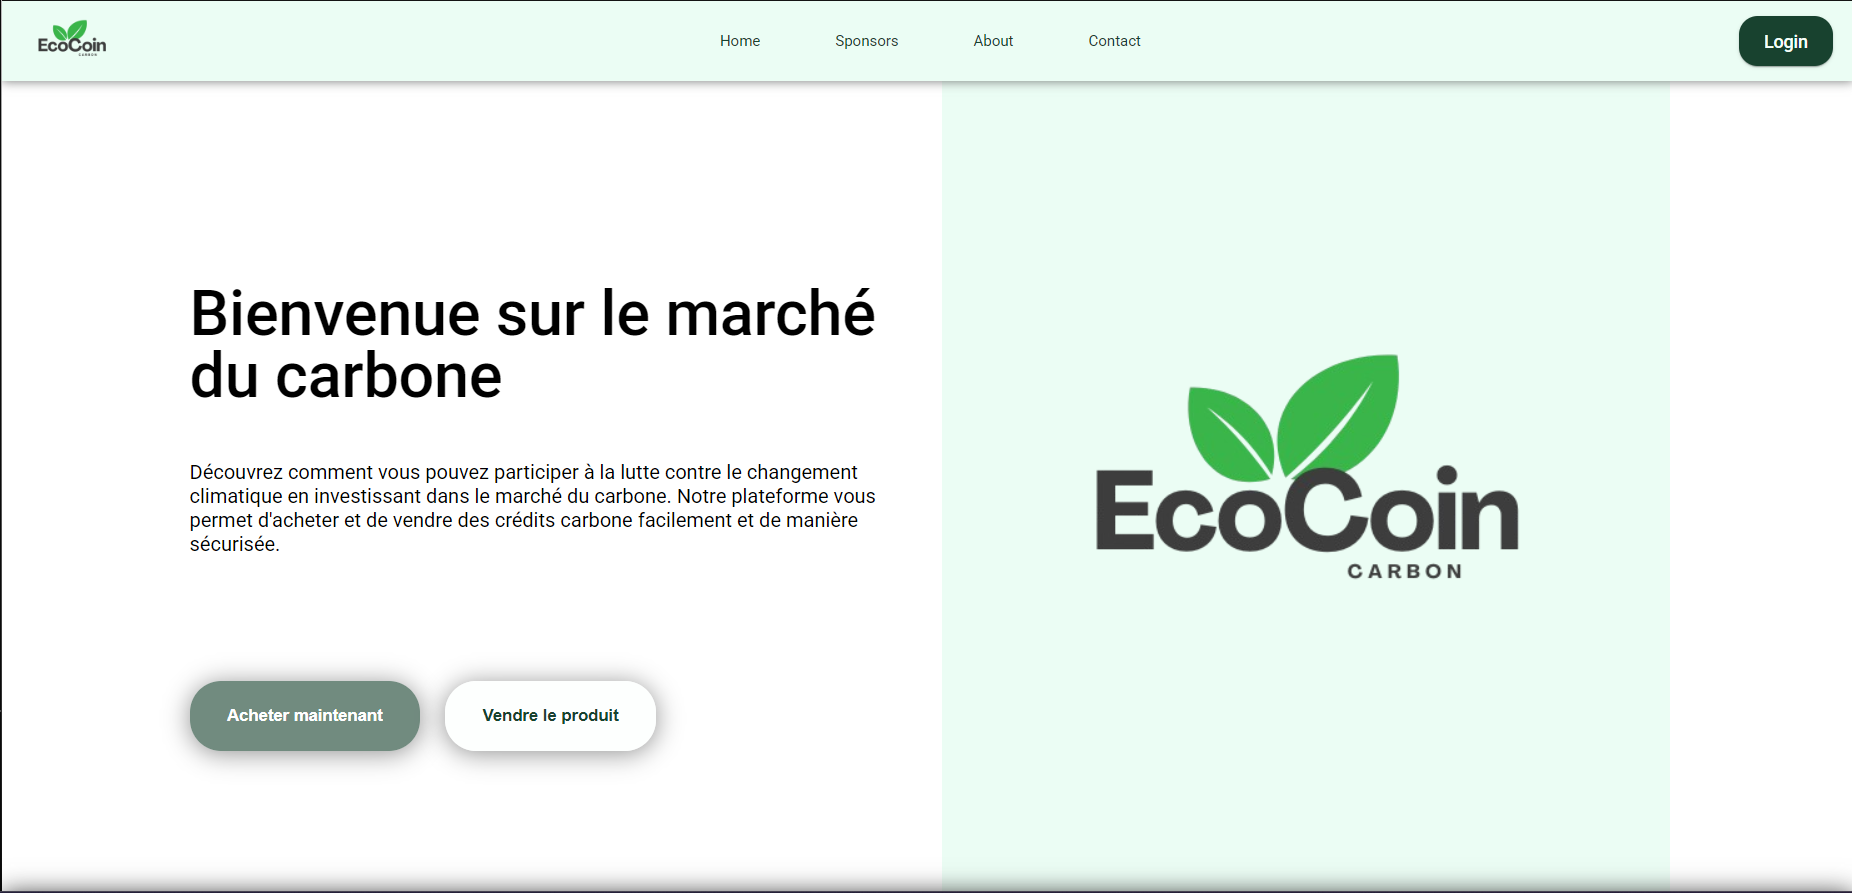 EcoCoin
CARBON
Home
Sponsors
About
Contact
Login
Bienvenue sur le marché
du carbone
Découvrez comment vous pouvez participer à la lutte contre le changement
climatique en investissant dans le marché du carbone. Notre plateforme vous
permet d'acheter et de vendre des crédits carbone facilement et de manière
sécurisée.
Acheter maintenant
Vendre le produit
EcoCoin
CARBON